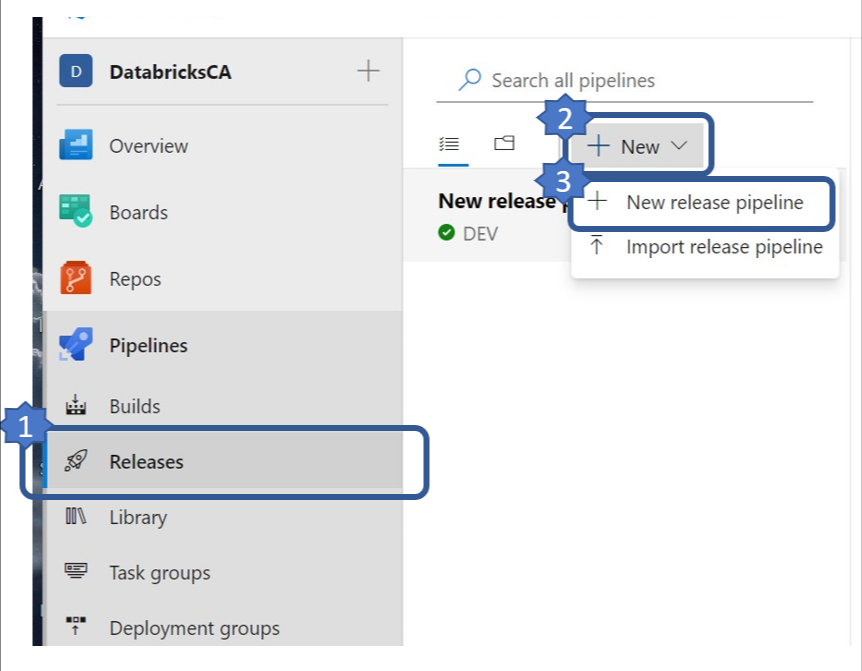 D DatabricksCA
Overview
Boards
Repos
Pipelines
Builds
1
Releases
Library
Task groups
Deployment groups
Search all pipelines
2
New
3
New release
New release pipeline
DEV
Import release pipeline